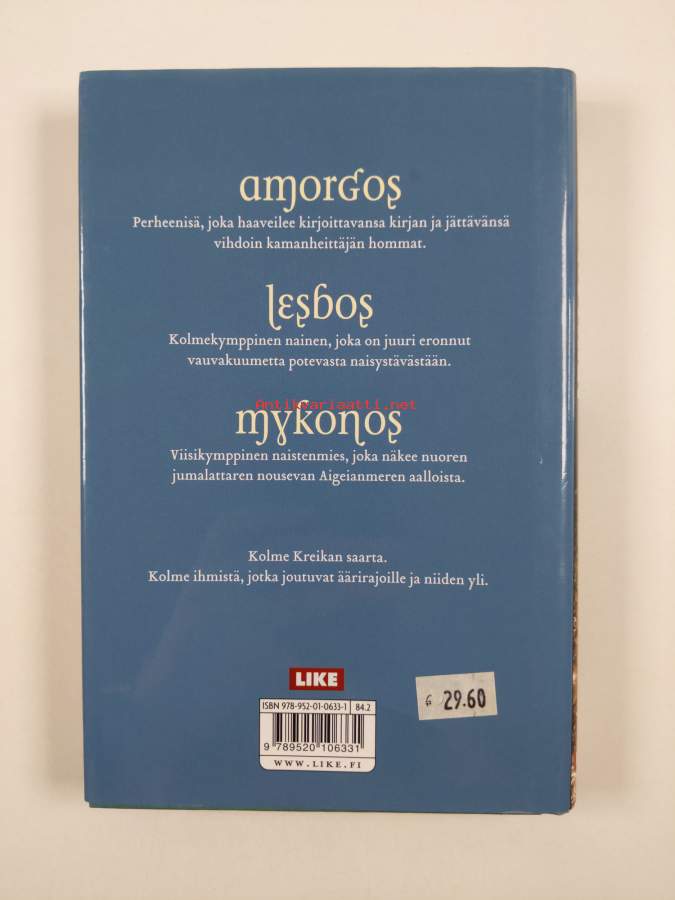 amorgos
Perheenisä, joka haaveilee kirjoittavansa kirjan ja jättävänsä
vihdoin kamanheittäjän hommat.
lesbos
Kolmekymppinen nainen, joka on juuri eronnut
vauvakuumetta potevasta naisystävästään.
Antikvariaatti.net
mykonos
Viisikymppinen naistenmies, joka näkee nuoren
jumalattaren nousevan Aigeianmeren aalloista.
Kolme Kreikan saarta.
Kolme ihmistä, jotka joutuvat äärirajoille ja niiden yli.
LIKE
ISBN 978-952-01-0633-1 84.2
9 789520 106331
WWW.LIKE.FI
€ 29.60